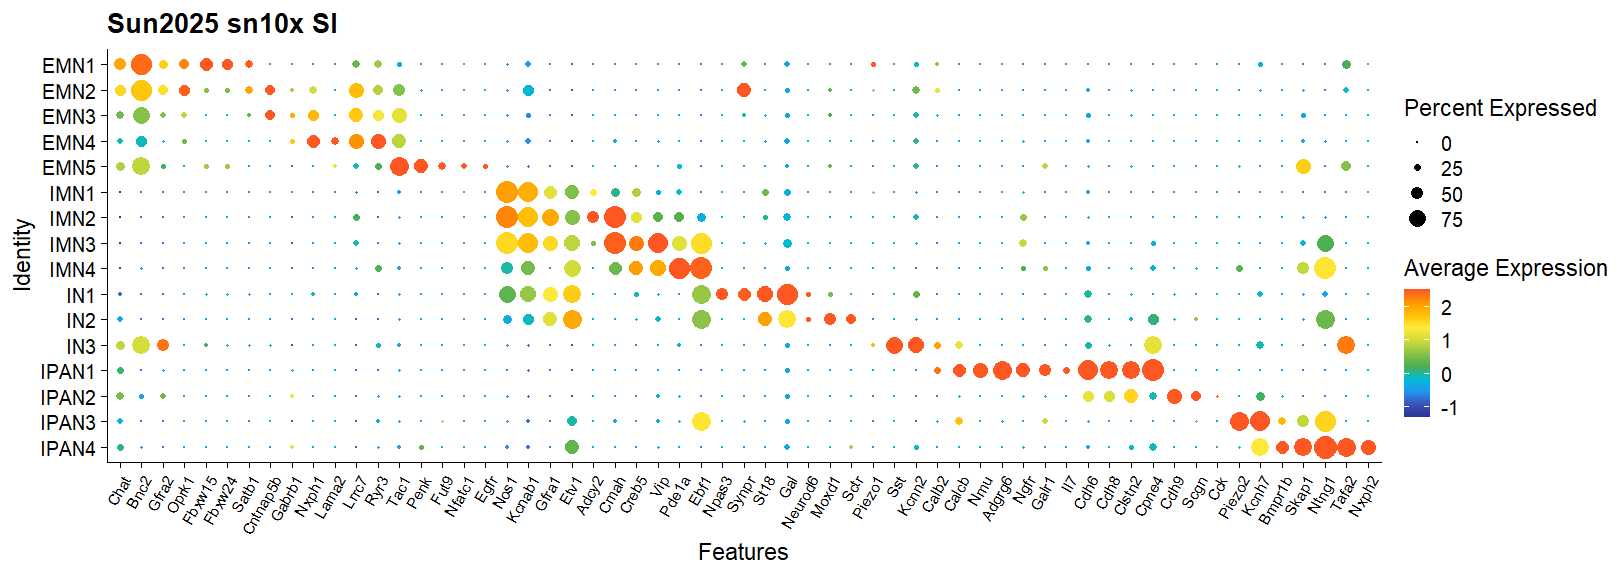 Sun2025 sn10x SI
Identity
EMN1
EMN2
EMN3
EMN4
EMN5
IMN1
IMN2
IMN3
IMN4
IN1
IN2
IN3
IPAN1
IPAN2
IPAN3
IPAN4
Chat
Bnc2
Gfra2
Oprk1
Fbxw15
Fbxw24
Satb1
Cntnap5b
Gabrb1
Nxph1
Lama2
Lrrc7
Ryr3
Tac1
Penk
Fut9
Nfatc1
Egfr
Nos1
Kcnab1
Gfra1
Etv1
Adcy2
Cmah
Creb5
Vip
Pde1a
Ebf1
Npas3
Synpr
St18
Gal
Neurod6
Moxd1
Sctr
Piezo1
Sst
Kcnn2
Calb2
Calcb
Nmu
Adgrg6
Ngfr
Galr1
Il7
Cdh6
Cdh8
Clstn2
Cpne4
Cdh9
Scgn
Cck
Piezo2
Kcnh7
Bmpr1b
Skap1
Ntng1
Tafa2
Nxph2
Features
Percent Expressed
0
25
50
75
Average Expression
2
1
0
-1